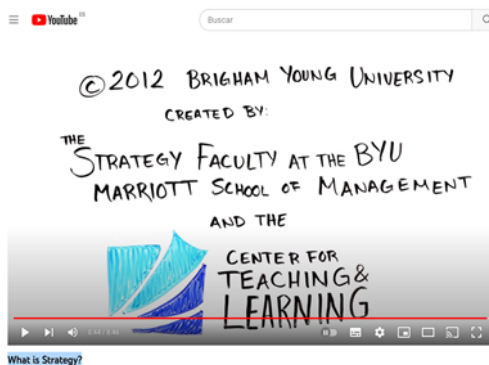 YouTube ES
Buscar
© 2012 BRIGHAM YOUNG UNIVERSITY
CREATED BY:
THE
STRATEGY FACULTY AT THE BYU
MARRIOTT SCHOOL OF MANAGEMENT
AND THE
CENTER FOR
TEACHING &
LEARNING
What is Strategy?